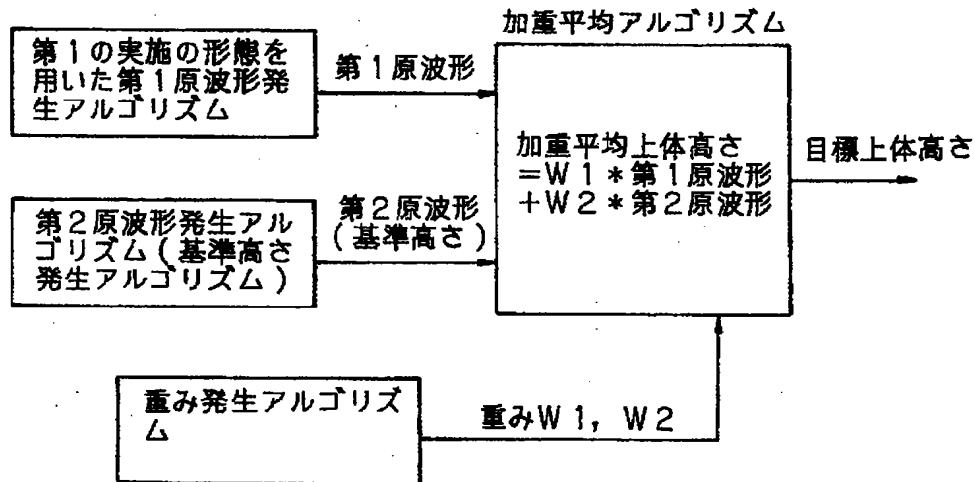 加重平均アルゴリズム
第1の実施の形態を
用いた第1原波形発
生アルゴリズム
第1原波形
加重平均上体高さ
=W1*第1原波形
+W2*第2原波形
目標上体高さ
第2原波形発生アル
ゴリズム(基準高さ
発生アルゴリズム)
第2原波形
(基準高さ)
重み発生アルゴリズ
ム
重みW1, W2